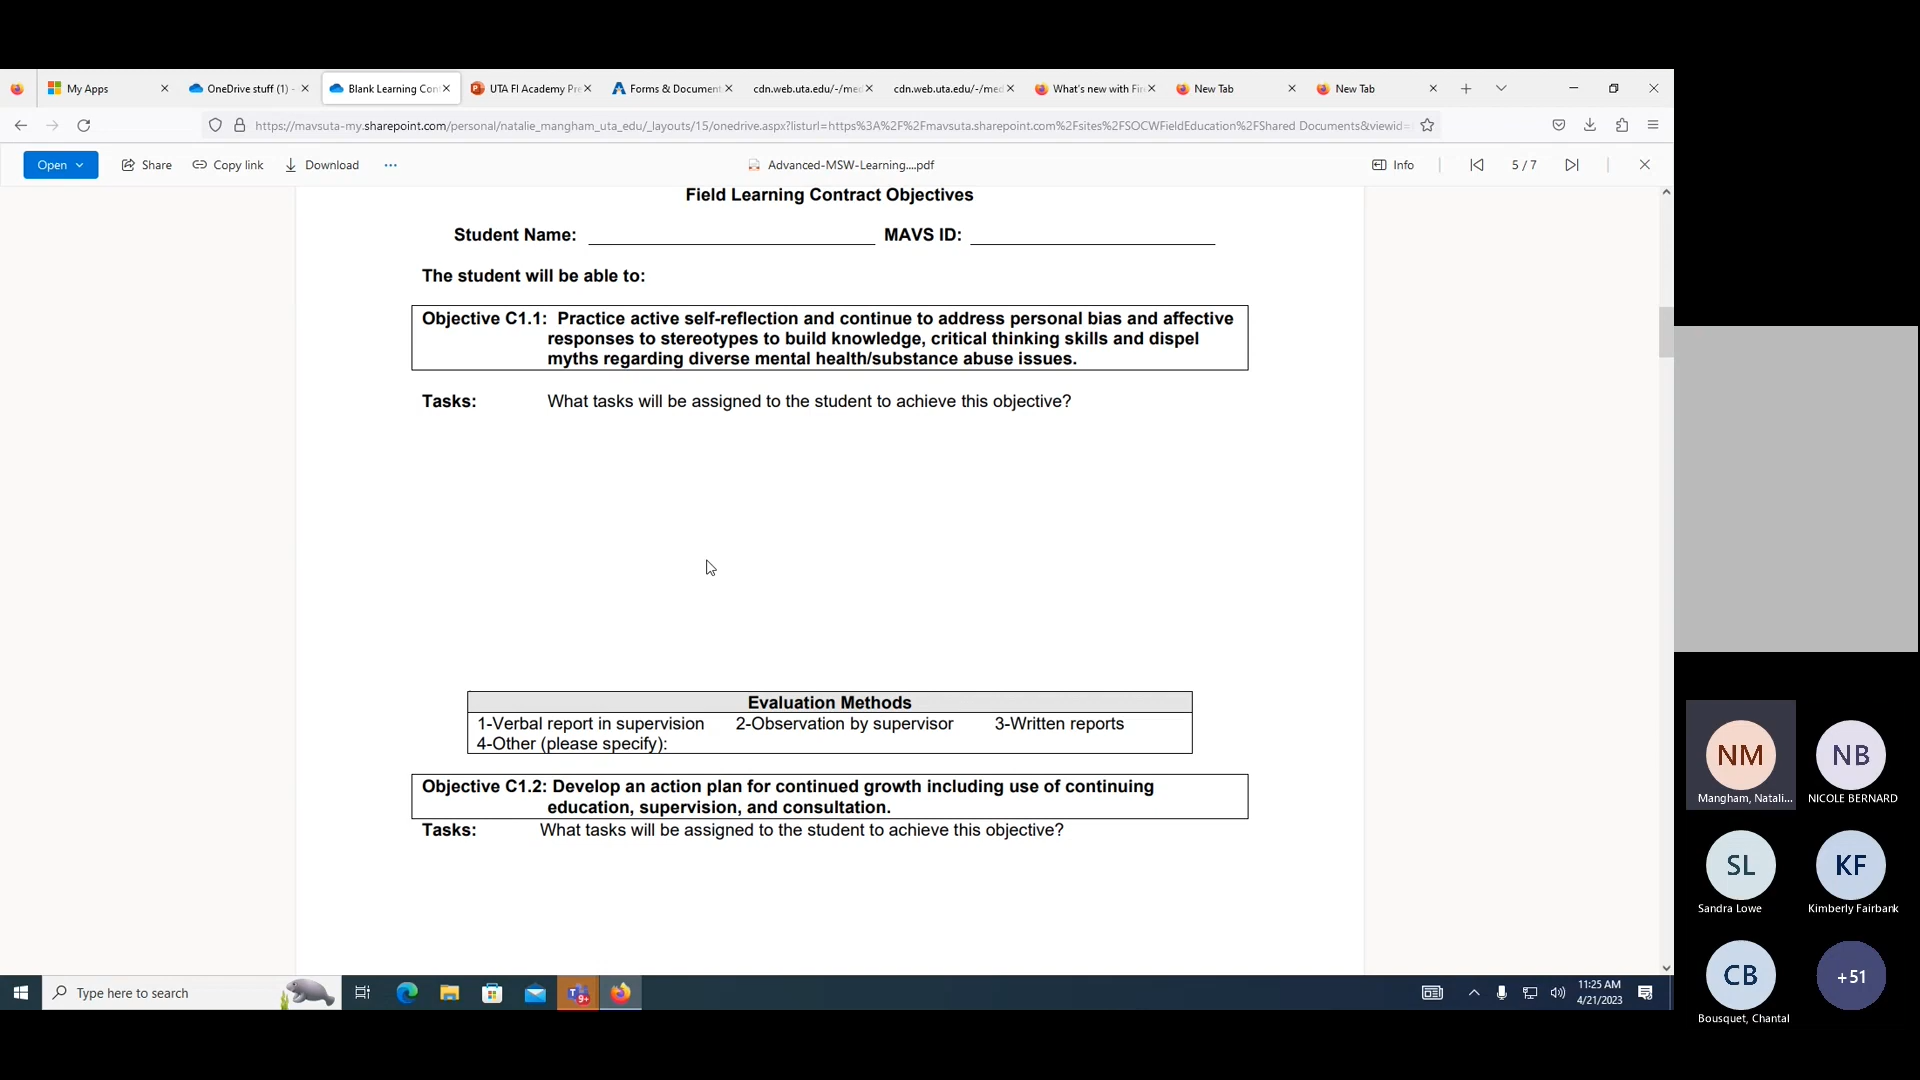 My Apps
OneDrive stuff (1) -
Blank Learning Con
UTA FI Academy Pre
Forms & Document
cdn.web.uta.edu/-/med
cdn.web.uta.edu/-/med
What's new with Fire
New Tab
New Tab
https://mavsuta-my.sharepoint.com/personal/natalie_mangham_uta_edu/_layouts/15/onedrive.aspx?listurl=https%3A%2F%2Fmavsuta.sharepoint.com%2Fsites%2FSOCWFieldEducation%2FShared Documents&viewid=
Open
Share
Copy link
Download
Advanced-MSW-Learning....pdf
Info
5 / 7
Field Learning Contract Objectives
Student Name: MAVS ID:
The student will be able to:
Objective C1.1: Practice active self-reflection and continue to address personal bias and affective
responses to stereotypes to build knowledge, critical thinking skills and dispel
myths regarding diverse mental health/substance abuse issues.
Tasks: What tasks will be assigned to the student to achieve this objective?
Evaluation Methods
1-Verbal report in supervision 2-Observation by supervisor 3-Written reports
4-Other (please specify):
Objective C1.2: Develop an action plan for continued growth including use of continuing
education, supervision, and consultation.
Tasks: What tasks will be assigned to the student to achieve this objective?
NM
Mangham, Natali...
NB
NICOLE BERNARD
SL
Sandra Lowe
KF
Kimberly Fairbank
CB
Bousquet, Chantal
+51
Type here to search
9+
11:25 AM
4/21/2023